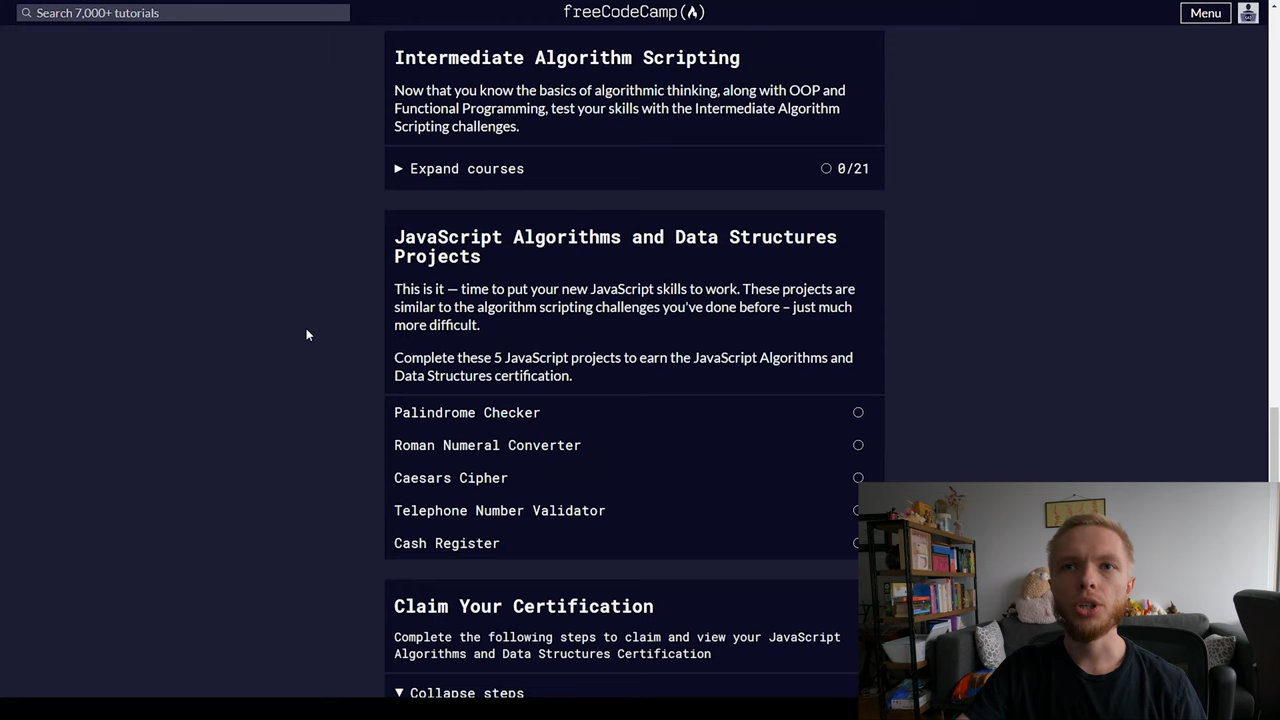 Search 7,000+ tutorials
freeCodeCamp
Menu
Intermediate Algorithm Scripting
Now that you know the basics of algorithmic thinking, along with OOP and
Functional Programming, test your skills with the Intermediate Algorithm
Scripting challenges.
Expand courses
0/21
JavaScript Algorithms and Data Structures
Projects
This is it — time to put your new JavaScript skills to work. These projects are
similar to the algorithm scripting challenges you've done before – just much
more difficult.
Complete these 5 JavaScript projects to earn the JavaScript Algorithms and
Data Structures certification.
Palindrome Checker
Roman Numeral Converter
Caesars Cipher
Telephone Number Validator
Cash Register
Claim Your Certification
Complete the following steps to claim and view your JavaScript
Algorithms and Data Structures Certification
Collapse steps